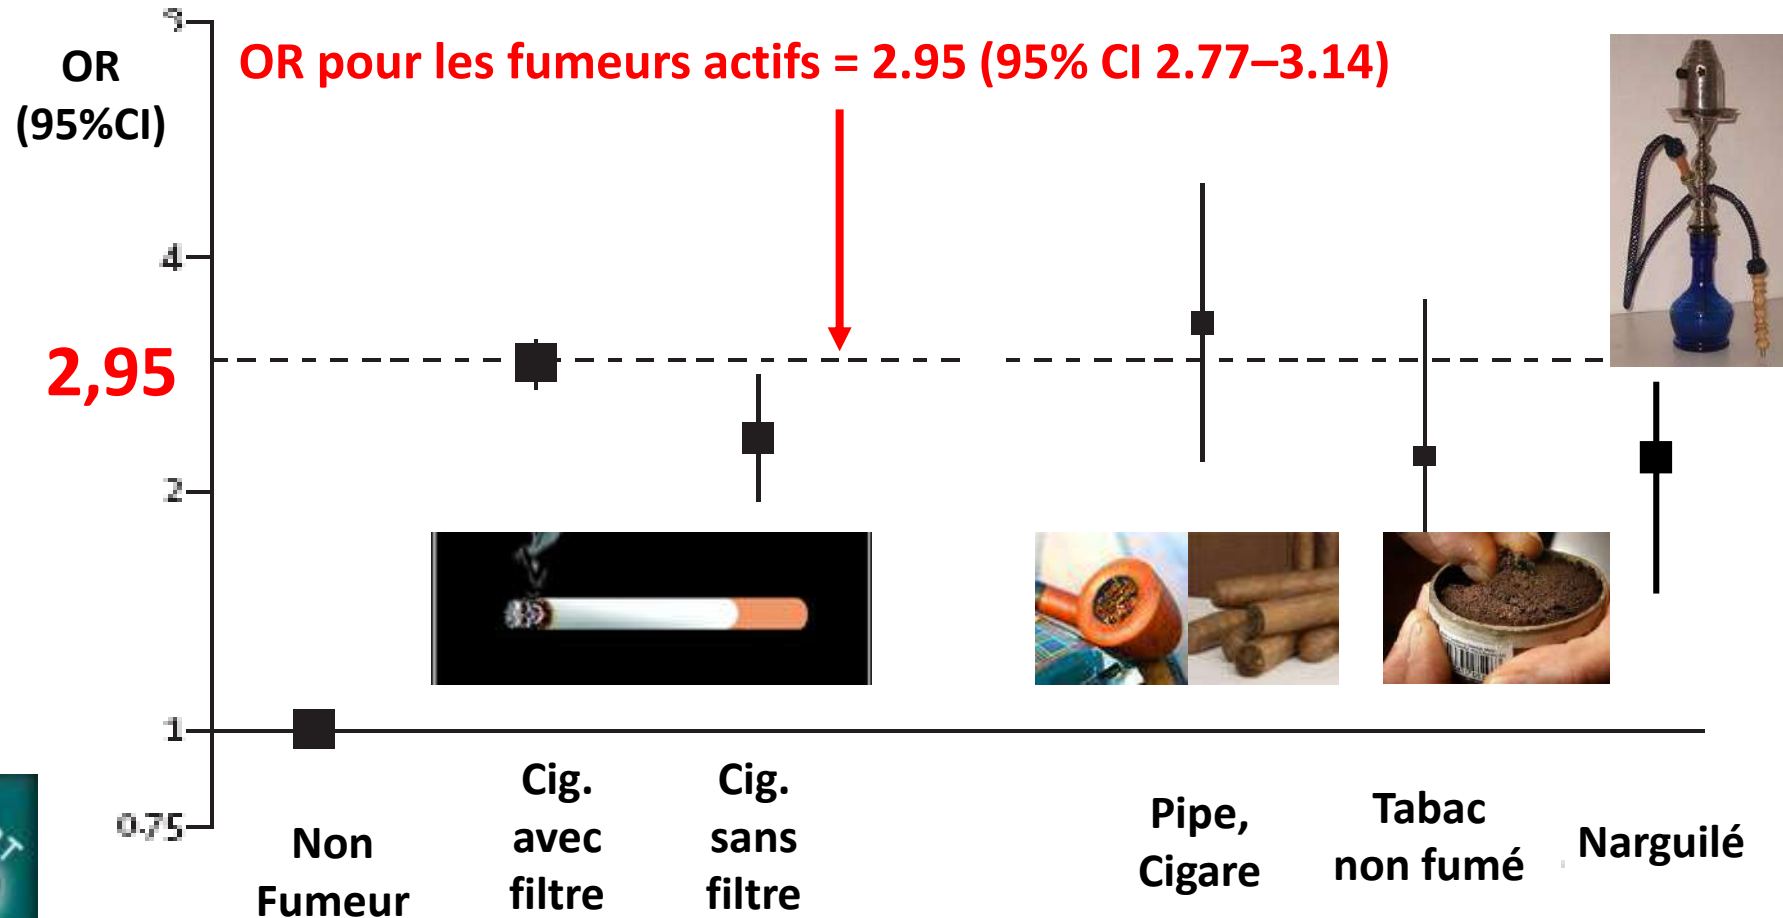 OR
(95%CI)
OR pour les fumeurs actifs = 2.95 (95% CI 2.77–3.14)
4
2,95
2
1
0.75
Non
Fumeur
Cig.
avec
filtre
Cig.
sans
filtre
Pipe,
Cigare
Tabac
non fumé
Narguilé